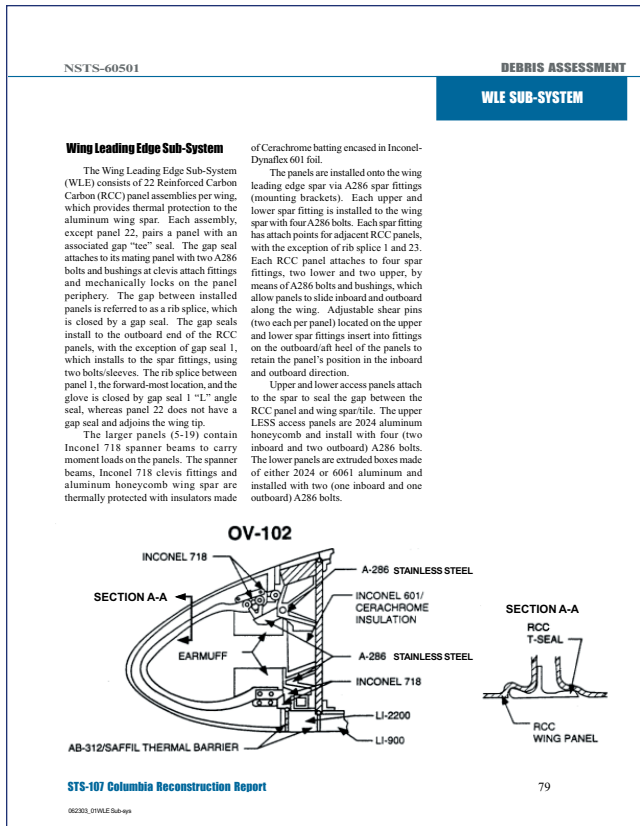 NSTS-60501
DEBRIS ASSESSMENT
WLE SUB-SYSTEM
Wing Leading Edge Sub-System
The Wing Leading Edge Sub-System
(WLE) consists of 22 Reinforced Carbon
Carbon (RCC) panel assemblies per wing,
which provides thermal protection to the
aluminum wing spar. Each assembly,
except panel 22, pairs a panel with an
associated gap “tee” seal. The gap seal
attaches to its mating panel with two A286
bolts and bushings at clevis attach fittings
and mechanically locks on the panel
periphery. The gap between installed
panels is referred to as a rib splice, which
is closed by a gap seal. The gap seals
install to the outboard end of the RCC
panels, with the exception of gap seal 1,
which installs to the spar fittings, using
two bolts/sleeves. The rib splice between
panel 1, the forward-most location, and the
glove is closed by gap seal 1 “L” angle
seal, whereas panel 22 does not have a
gap seal and adjoins the wing tip.
The larger panels (5-19) contain
Inconel 718 spanner beams to carry
moment loads on the panels. The spanner
beams, Inconel 718 clevis fittings and
aluminum honeycomb wing spar are
thermally protected with insulators made
of Cerachrome batting encased in Inconel-
Dynaflex 601 foil.
The panels are installed onto the wing
leading edge spar via A286 spar fittings
(mounting brackets). Each upper and
lower spar fitting is installed to the wing
spar with four A286 bolts. Each spar fitting
has attach points for adjacent RCC panels,
with the exception of rib splice 1 and 23.
Each RCC panel attaches to four spar
fittings, two lower and two upper, by
means of A286 bolts and bushings, which
allow panels to slide inboard and outboard
along the wing. Adjustable shear pins
(two each per panel) located on the upper
and lower spar fittings insert into fittings
on the outboard/aft heel of the panels to
retain the panel’s position in the inboard
and outboard direction.
Upper and lower access panels attach
to the spar to seal the gap between the
RCC panel and wing spar/tile. The upper
LESS access panels are 2024 aluminum
honeycomb and install with four (two
inboard and two outboard) A286 bolts.
The lower panels are extruded boxes made
of either 2024 or 6061 aluminum and
installed with two (one inboard and one
outboard) A286 bolts.
OV-102
INCONEL 718
A-286 STAINLESS STEEL
SECTION A-A
INCONEL 601/
CERACHROME
INSULATION
EARMUFF
A-286 STAINLESS STEEL
INCONEL 718
LI-2200
AB-312/SAFFIL THERMAL BARRIER
LI-900
SECTION A-A
RCC
T-SEAL
RCC
WING PANEL
STS-107 Columbia Reconstruction Report
79
062303_01WLE Sub-sys